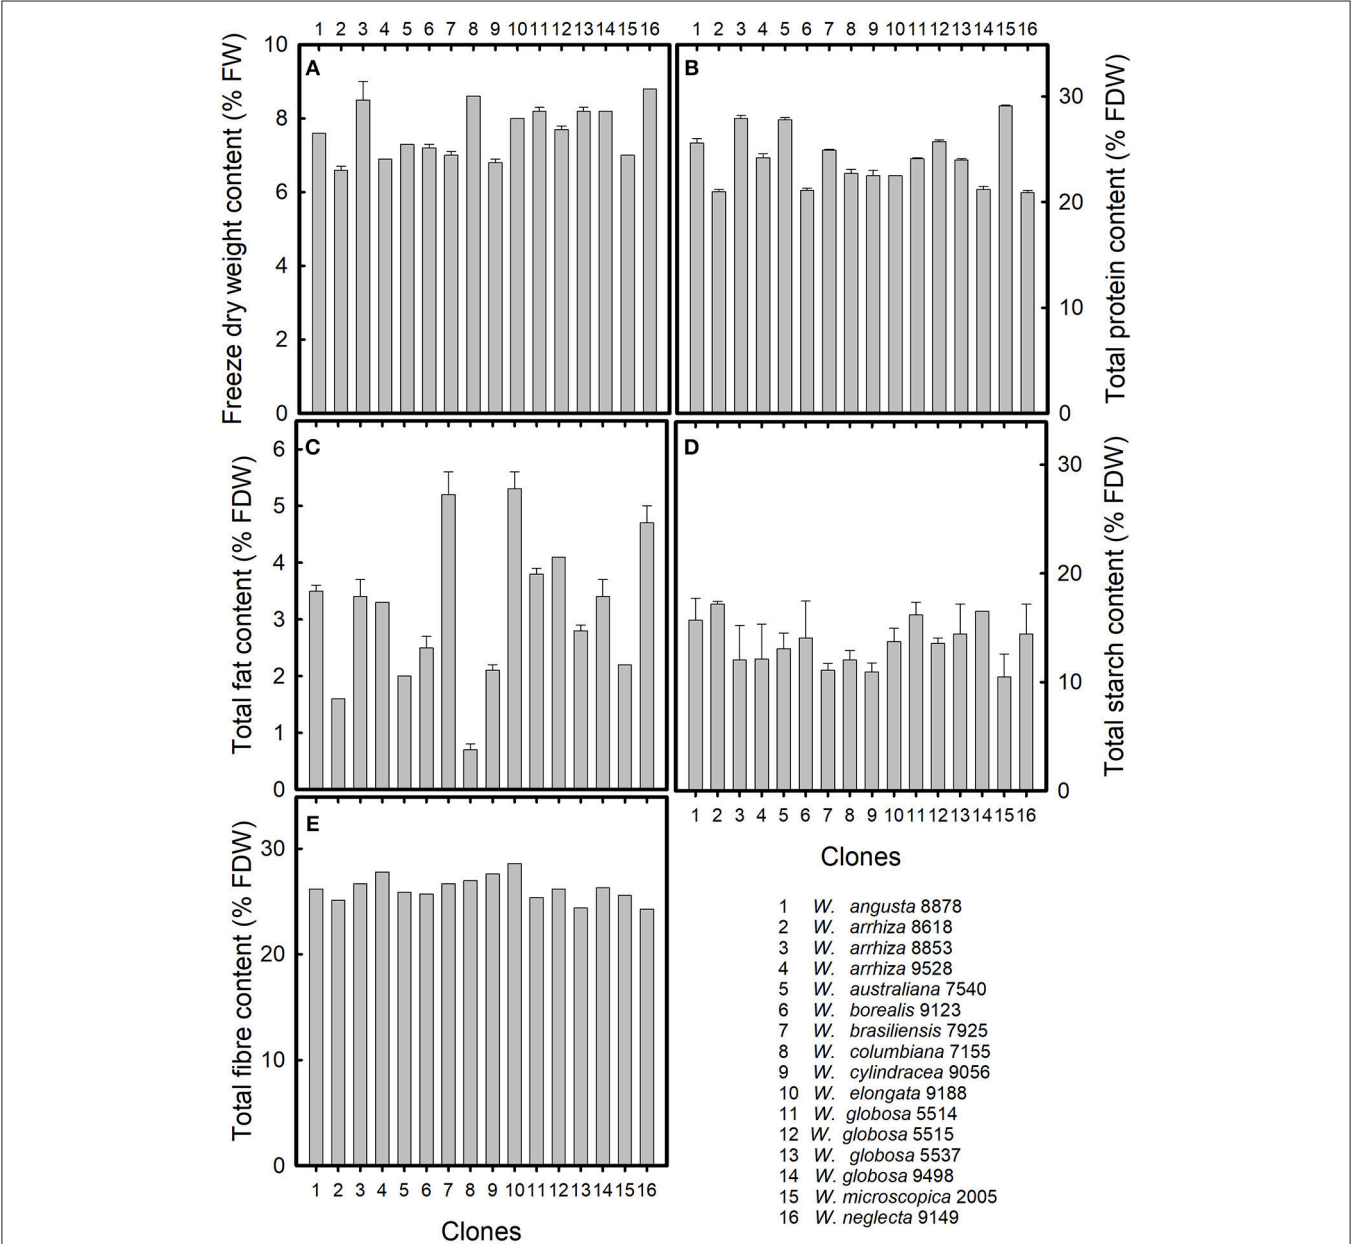 1 2 3 4 5 6 7 8 9 10 11 12 13 14 15 16
1 2 3 4 5 6 7 8 9 10 11 12 13 14 15 16
A
10
8
6
4
2
0
Freeze dry weight content (% FW)
B
30
20
10
0
Total protein content (% FDW)
C
6
5
4
3
2
1
0
Total fat content (% FDW)
D
30
20
10
0
Total starch content (% FDW)
1 2 3 4 5 6 7 8 9 10 11 12 13 14 15 16
Clones
E
30
20
10
0
Total fibre content (% FDW)
1 2 3 4 5 6 7 8 9 10 11 12 13 14 15 16
Clones
1 W. angusta 8878
2 W. arrhiza 8618
3 W. arrhiza 8853
4 W. arrhiza 9528
5 W. australiana 7540
6 W. borealis 9123
7 W. brasiliensis 7925
8 W. columbiana 7155
9 W. cylindracea 9056
10 W. elongata 9188
11 W. globosa 5514
12 W. globosa 5515
13 W. globosa 5537
14 W. globosa 9498
15 W. microscopica 2005
16 W. neglecta 9149